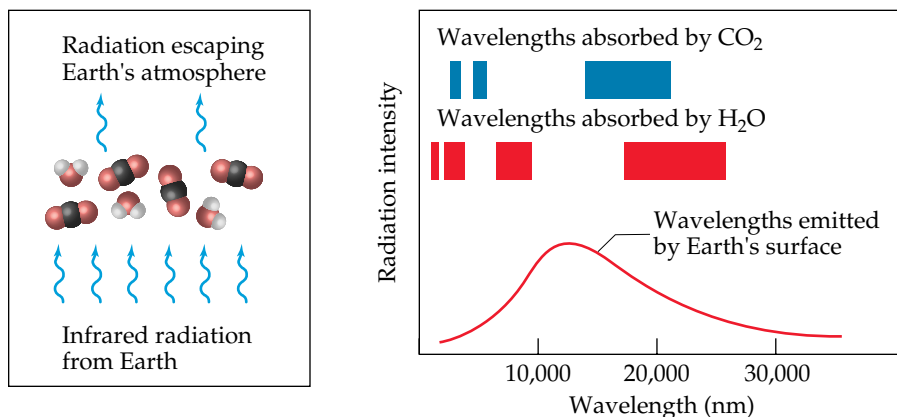 Radiation escaping
Earth's atmosphere
Infrared radiation
from Earth
Radiation intensity
Wavelengths absorbed by CO₂
Wavelengths absorbed by H₂O
Wavelengths emitted
by Earth's surface
10,000 20,000 30,000
Wavelength (nm)